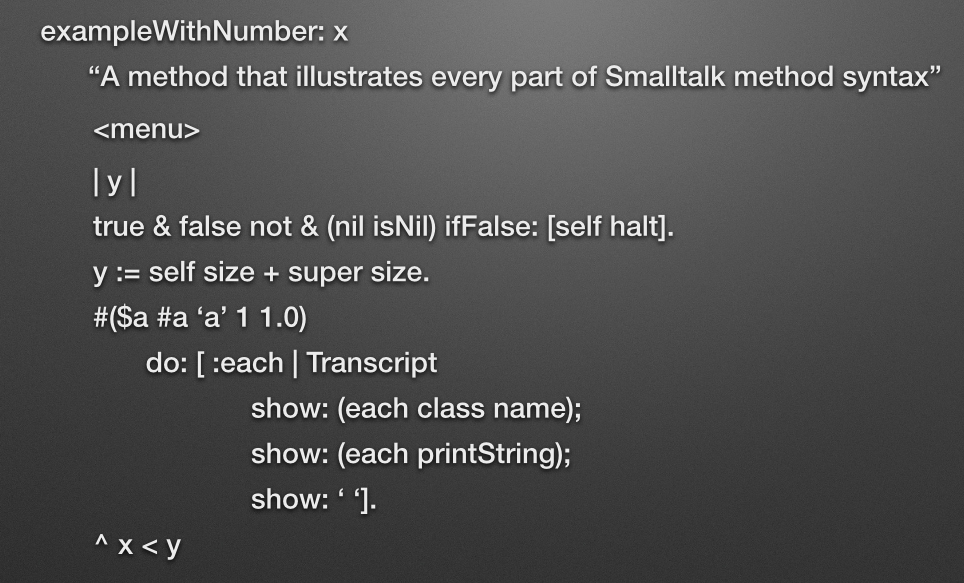 exampleWithNumber: x
“A method that illustrates every part of Smalltalk method syntax”
<menu>
| y |
true & false not & (nil isNil) ifFalse: [self halt].
y := self size + super size.
#($a #a ‘a’ 1 1.0)
do: [ :each | Transcript
show: (each class name);
show: (each printString);
show: ‘ ‘].
^ x < y